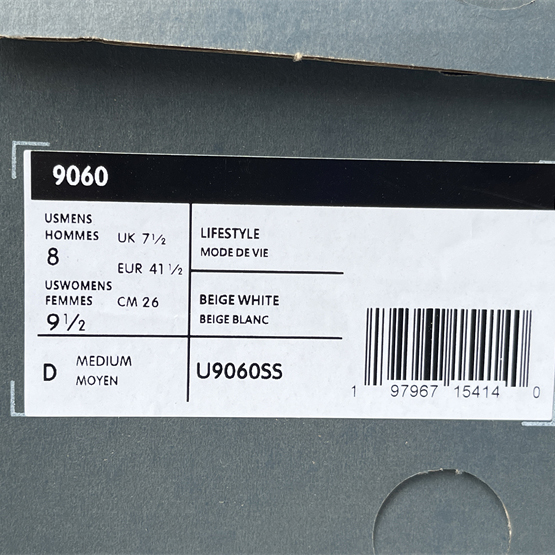 9060
USMENS
HOMMES
8
UK 7½
EUR 41½
USWOMENS
FEMMES
9½
CM 26
D
MEDIUM
MOYEN
LIFESTYLE
MODE DE VIE
BEIGE WHITE
BEIGE BLANC
U9060SS
1 97967 15414 0